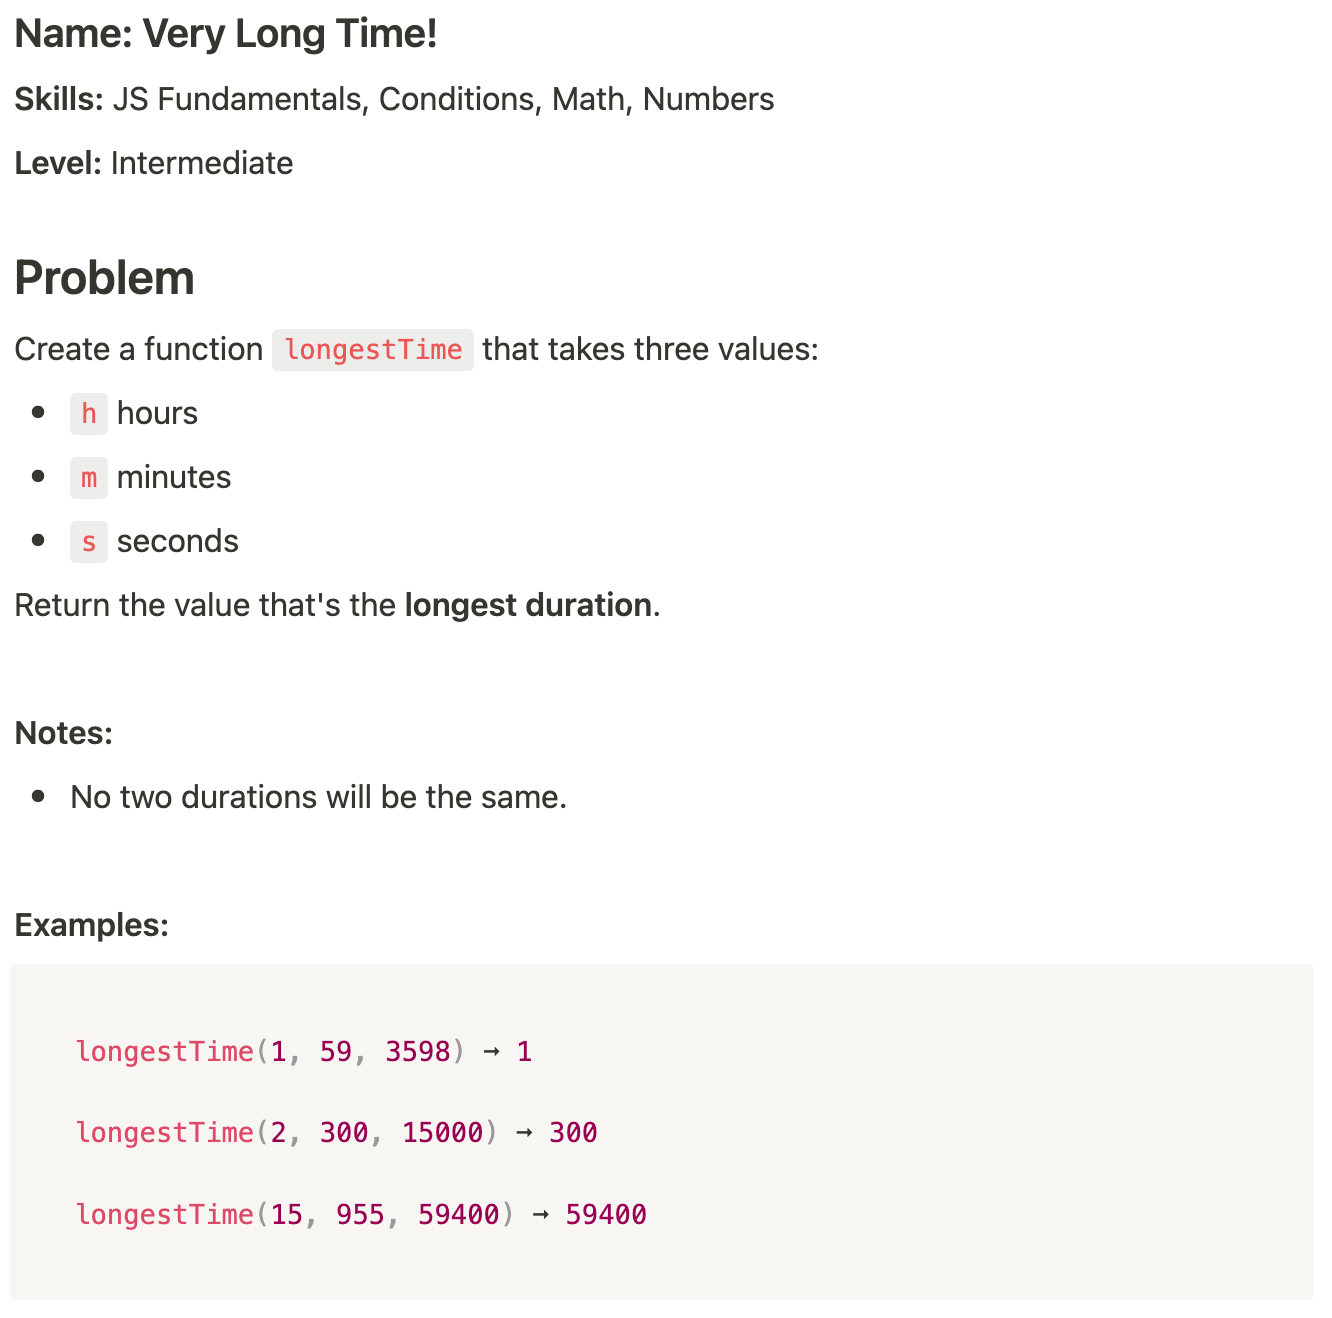 Name: Very Long Time!
Skills: JS Fundamentals, Conditions, Math, Numbers
Level: Intermediate
Problem
Create a function longestTime that takes three values:
• h hours
• m minutes
• s seconds
Return the value that's the longest duration.
Notes:
• No two durations will be the same.
Examples:
longestTime(1, 59, 3598) → 1
longestTime(2, 300, 15000) → 300
longestTime(15, 955, 59400) → 59400